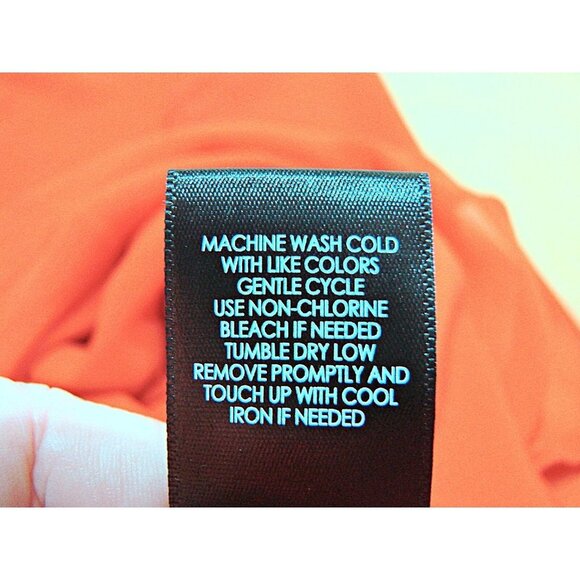 MACHINE WASH COLD
WITH LIKE COLORS
GENTLE CYCLE
USE NON-CHLORINE
BLEACH IF NEEDED
TUMBLE DRY LOW
REMOVE PROMPTLY AND
TOUCH UP WITH COOL
IRON IF NEEDED